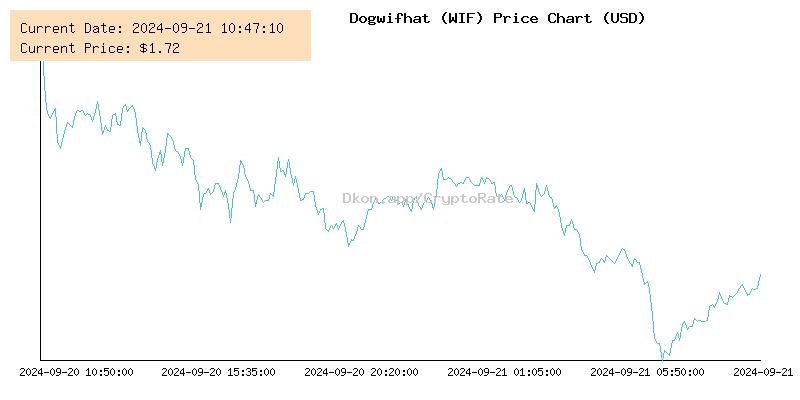 Dogwifhat (WIF) Price Chart (USD)
Current Date: 2024-09-21 10:47:10
Current Price: $1.72
Dkon.app/CryptoRate
2024-09-20 10:50:00
2024-09-20 15:35:00
2024-09-20 20:20:00
2024-09-21 01:05:00
2024-09-21 05:50:00
2024-09-21